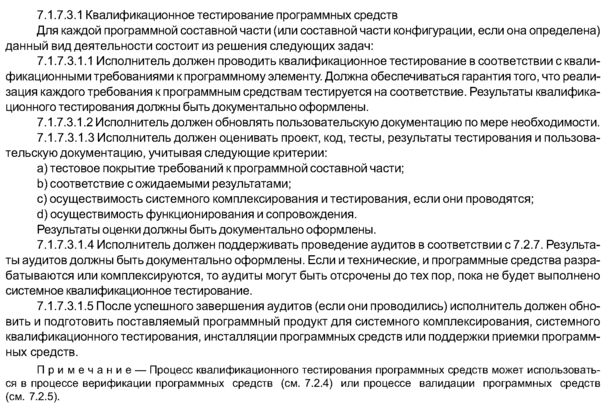 7.1.7.3.1 Квалификационное тестирование программных средств
Для каждой программной составной части (или составной части конфигурации, если она определена)
данный вид деятельности состоит из решения следующих задач:
7.1.7.3.1.1 Исполнитель должен проводить квалификационное тестирование в соответствии с квали-
фикационными требованиями к программному элементу. Должна обеспечиваться гарантия того, что реали-
зация каждого требования к программным средствам тестируется на соответствие. Результаты квалифика-
ционного тестирования должны быть документально оформлены.
7.1.7.3.1.2 Исполнитель должен обновлять пользовательскую документацию по мере необходимости.
7.1.7.3.1.3 Исполнитель должен оценивать проект, код, тесты, результаты тестирования и пользова-
тельскую документацию, учитывая следующие критерии:
a) тестовое покрытие требований к программной составной части;
b) соответствие с ожидаемыми результатами;
c) осуществимость системного комплексирования и тестирования, если они проводятся;
d) осуществимость функционирования и сопровождения.
Результаты оценки должны быть документально оформлены.
7.1.7.3.1.4 Исполнитель должен поддерживать проведение аудитов в соответствии с 7.2.7. Результа-
ты аудитов должны быть документально оформлены. Если и технические, и программные средства разра-
батываются или комплексируются, то аудиты могут быть отсрочены до тех пор, пока не будет выполнено
системное квалификационное тестирование.
7.1.7.3.1.5 После успешного завершения аудитов (если они проводились) исполнитель должен обно-
вить и подготовить поставляемый программный продукт для системного комплексирования, системного
квалификационного тестирования, инсталляции программных средств или поддержки приемки программ-
ных средств.
П р и м е ч а н и е — Процесс квалификационного тестирования программных средств может использовать-
ся в процессе верификации программных средств (см. 7.2.4) или процессе валидации программных средств
(см. 7.2.5).